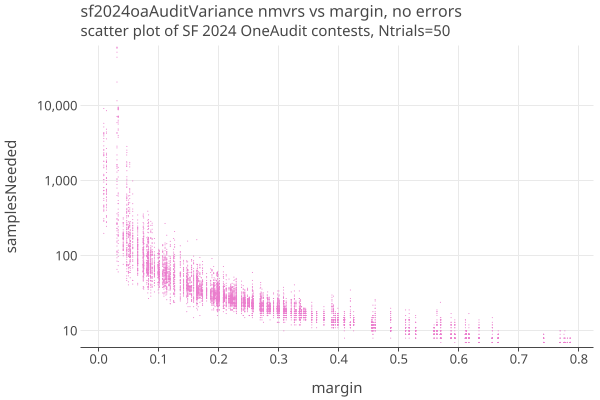 sf2024oaAuditVariance nmvrs vs margin, no errors
scatter plot of SF 2024 OneAudit contests, Ntrials=50
samplesNeeded
10,000
1,000
100
10
0.0 0.1 0.2 0.3 0.4 0.5 0.6 0.7 0.8
margin